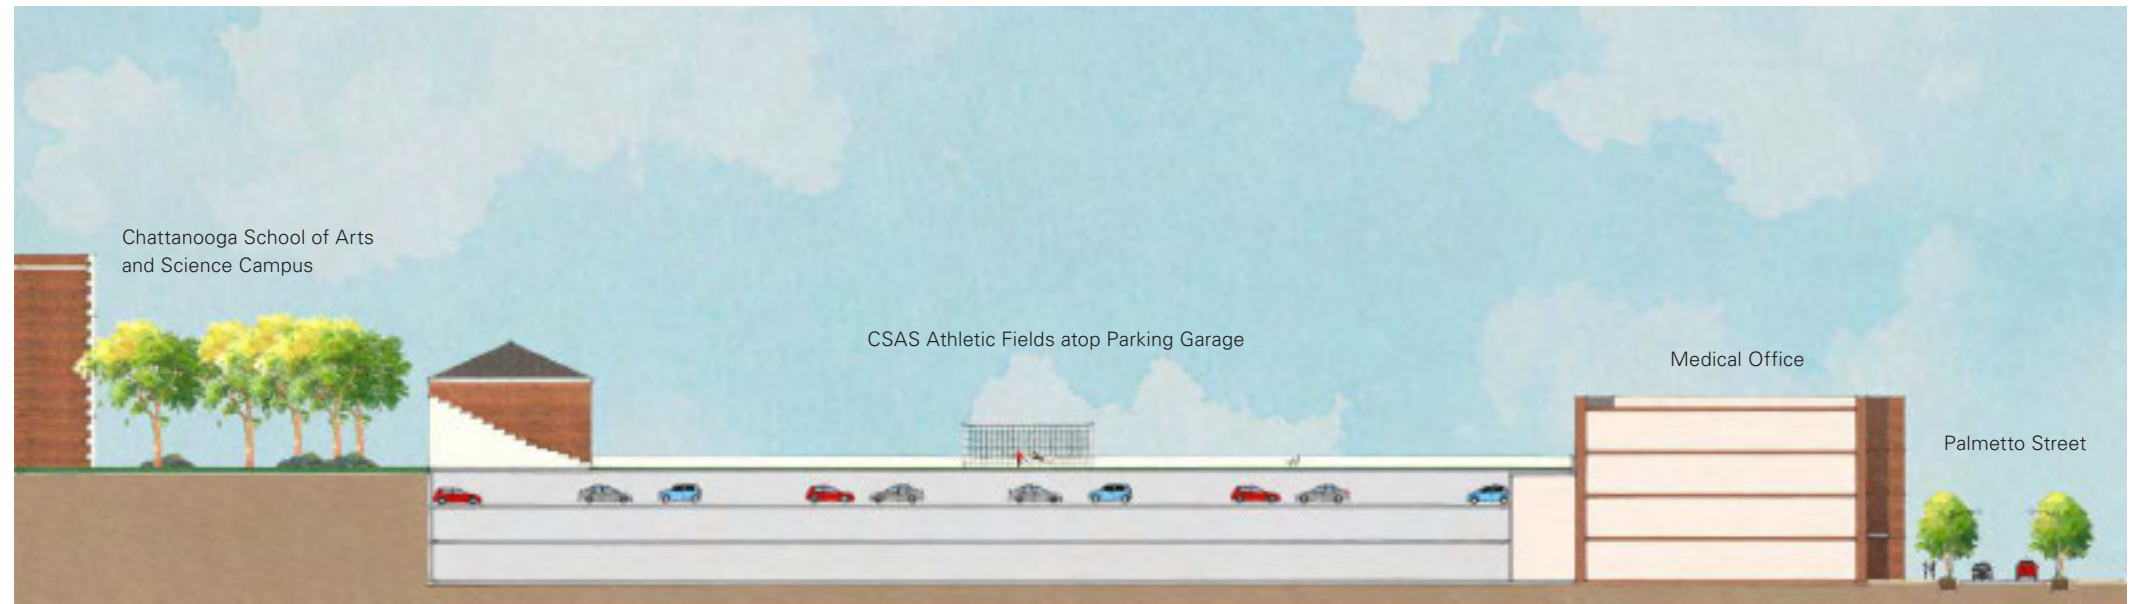 Chattanooga School of Arts
and Science Campus
CSAS Athletic Fields atop Parking Garage
Medical Office
Palmetto Street